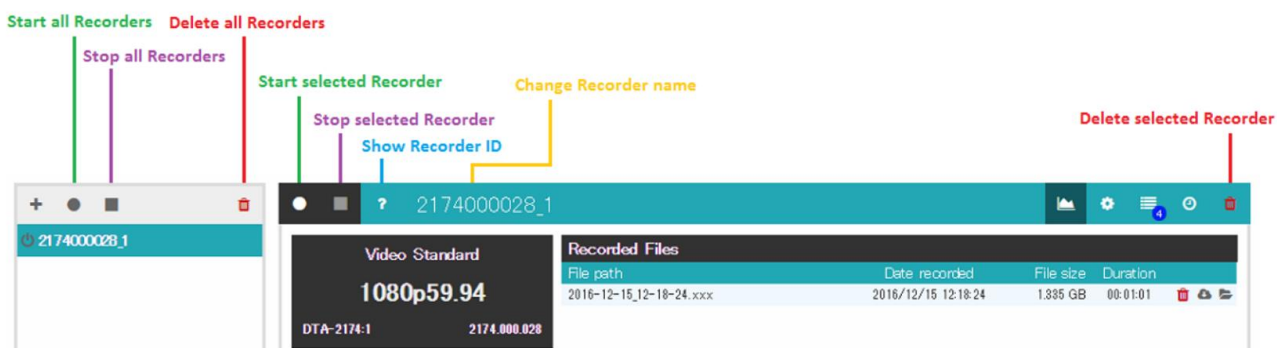 Start all Recorders Delete all Recorders
Stop all Recorders
Start selected Recorder
Change Recorder name
Stop selected Recorder
Delete selected Recorder
Show Recorder ID
? 2174000028_1
4
2174000028_1
Video Standard
1080p59.94
DTA-2174:1 2174.000.028
Recorded Files
File path Date recorded File size Duration
2016-12-15_12-18-24.xxx 2016/12/15 12:18:24 1.335 GB 00:01:01